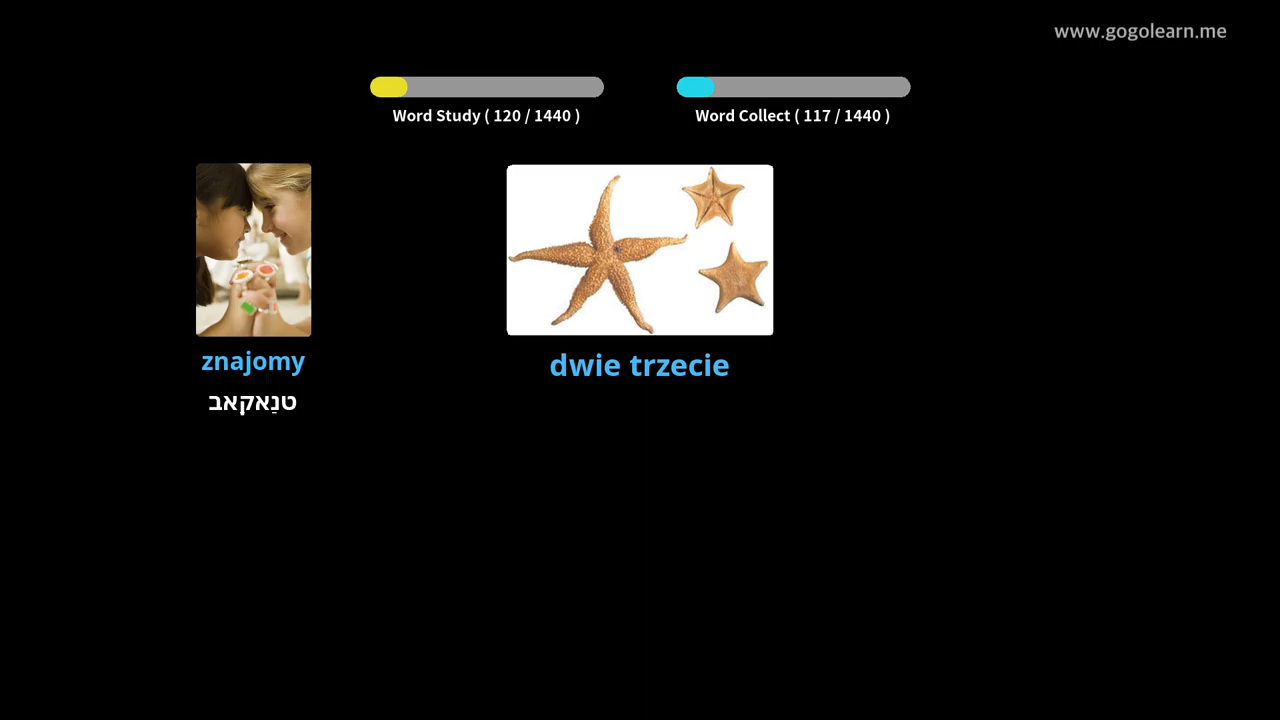 www.gogolearn.me
Word Study ( 120 / 1440 )
Word Collect ( 117 / 1440 )
znajomy
טנַאקָאב
dwie trzecie